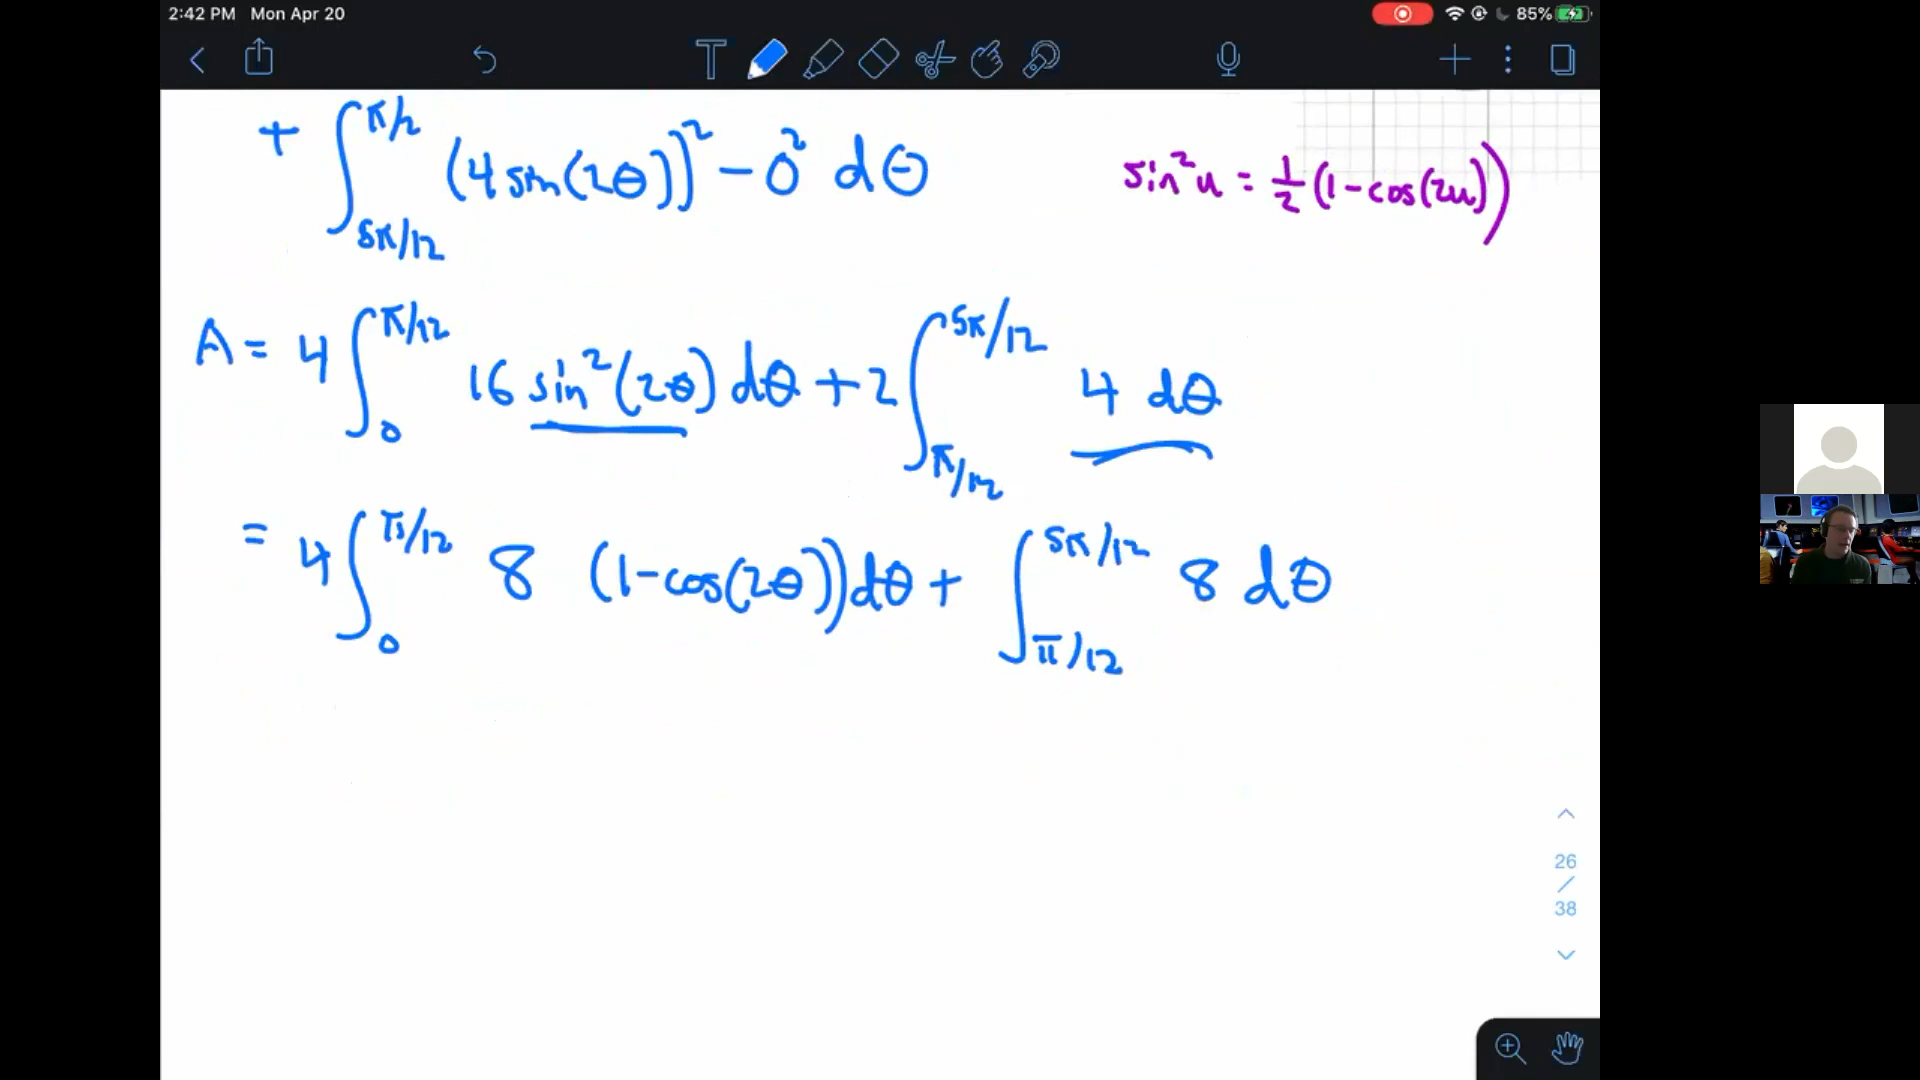 2:42 PM Mon Apr 20 85%
T
+ ∫_{5π/12}^{π/2} (4 sin(2θ))² − 0² dθ
sin²u = ½(1−cos(2u))
A = 4 ∫_0^{π/12} 16 sin²(2θ) dθ + 2 ∫_{π/12}^{5π/12} 4 dθ
= 4 ∫_0^{π/12} 8 (1−cos(2θ)) dθ + ∫_{π/12}^{5π/12} 8 dθ
26
/
38